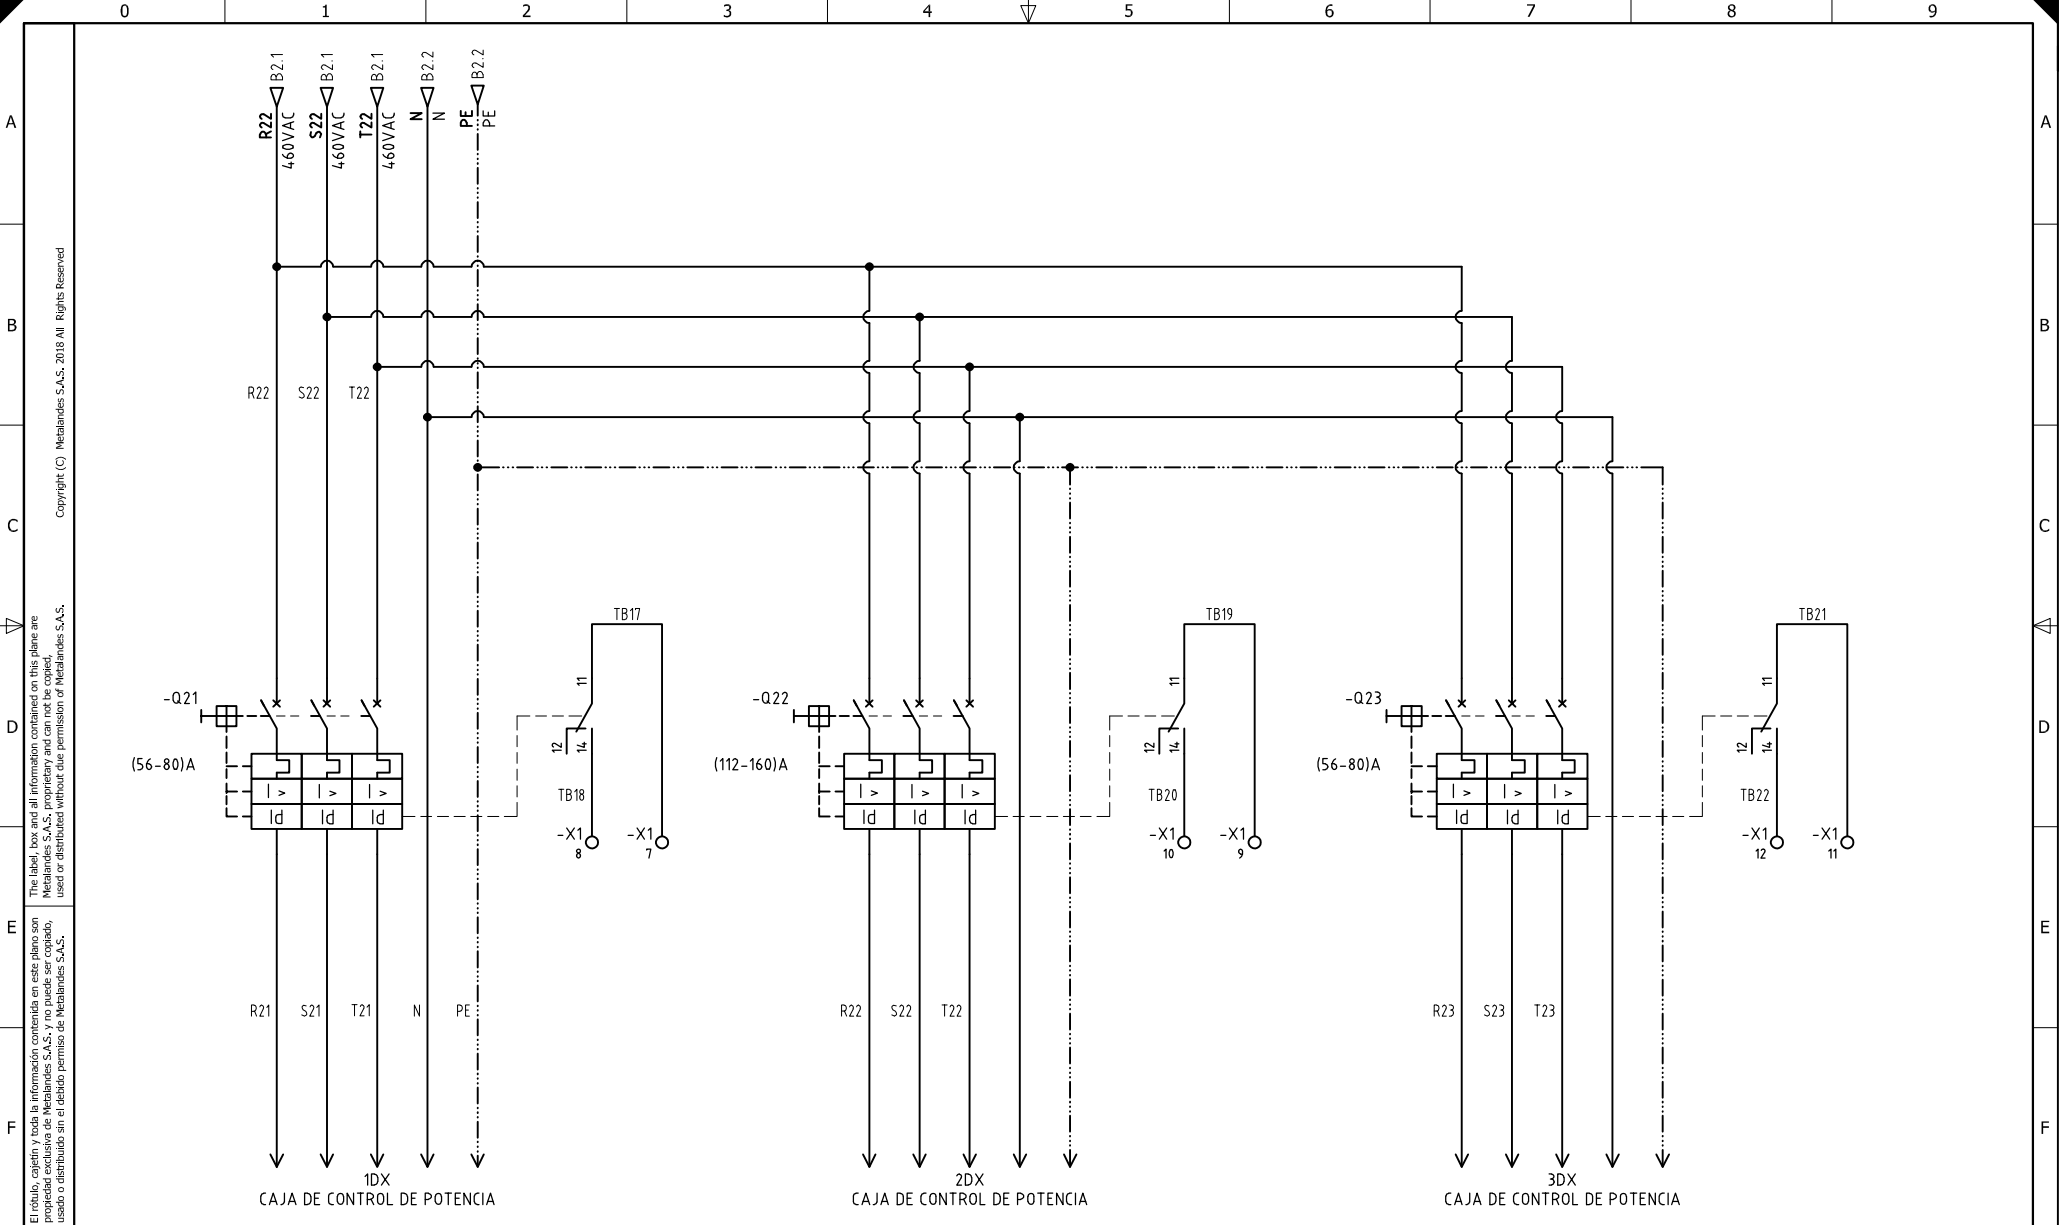 0 1 2 3 4 5 6 7 8 9
A
B
C
D
E
F
A
B
C
D
E
F
Copyright (C) Metalandes S.A.S. 2018 All Rights Reserved
The label, box and all information contained on this plane are
Metalandes S.A.S. proprietary and can not be copied,
used or distributed without due permission of Metalandes S.A.S.
El rótulo, cajetín y toda la información contenida en este plano son
propiedad exclusiva de Metalandes S.A.S. y no puede ser copiado,
usado o distribuido sin el debido permiso de Metalandes S.A.S.
B2.1 B2.1 B2.1 B2.2 B2.2
R22 460VAC S22 460VAC T22 460VAC N N PE PE
R22 S22 T22
TB17 TB19 TB21
11 11 11
-Q21 -Q22 -Q23
12 14 12 14 12 14
(56-80)A (112-160)A (56-80)A
I > I > I > I > I > I > I > I > I >
Id Id Id Id Id Id Id Id Id
TB18 TB20 TB22
-X1 -X1 -X1 -X1 -X1 -X1
8 7 10 9 12 11
R21 S21 T21 N PE R22 S22 T22 R23 S23 T23
1DX 2DX 3DX
CAJA DE CONTROL DE POTENCIA CAJA DE CONTROL DE POTENCIA CAJA DE CONTROL DE POTENCIA